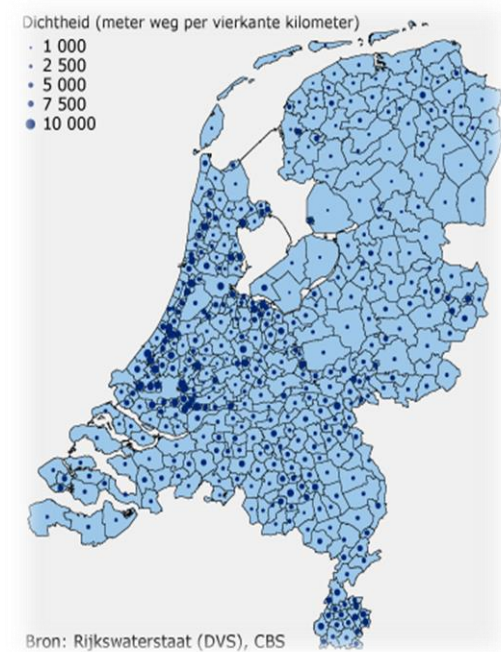 Dichtheid (meter weg per vierkante kilometer)
1 000
2 500
5 000
7 500
10 000
Bron: Rijkswaterstaat (DVS), CBS